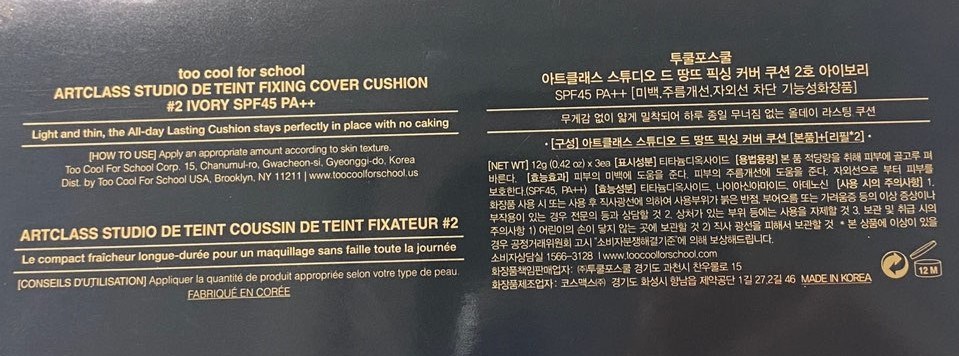 too cool for school
ARTCLASS STUDIO DE TEINT FIXING COVER CUSHION
#2 IVORY SPF45 PA++
Light and thin, the All-day Lasting Cushion stays perfectly in place with no caking
[HOW TO USE] Apply an appropriate amount according to skin texture.
Too Cool For School Corp. 15, Chanumul-ro, Gwacheon-si, Gyeonggi-do, Korea
Dist. by Too Cool For School USA, Brooklyn, NY 11211 | www.toocoolforschool.us
ARTCLASS STUDIO DE TEINT COUSSIN DE TEINT FIXATEUR #2
Le compact fraîcheur longue-durée pour un maquillage sans faille toute la journée
[CONSEILS D'UTILISATION] Appliquer la quantité de produit appropriée selon votre type de peau.
FABRIQUÉ EN CORÉE
투쿨포스쿨
아트클래스 스튜디오 드 땅뜨 픽싱 커버 쿠션 2호 아이보리
SPF45 PA++ [미백,주름개선,자외선 차단 기능성화장품]
무게감 없이 얇게 밀착되어 하루 종일 무너짐 없는 올데이 라스팅 쿠션
· [구성] 아트클래스 스튜디오 드 땅뜨 픽싱 커버 쿠션 [본품]+[리필*2] ·
[NET WT] 12g (0.42 oz) x 3ea [표시성분] 티타늄디옥사이드 [용법용량] 본 품 적당량을 취해 피부에 골고루 펴
바른다. [효능효과] 피부의 미백에 도움을 준다. 피부의 주름개선에 도움을 준다. 자외선으로 부터 피부를
보호한다.(SPF45, PA++) [효능성분] 티타늄디옥사이드, 나이아신아마이드, 아데노신 [사용 시의 주의사항] 1.
화장품 사용 시 또는 사용 후 직사광선에 의하여 사용부위가 붉은 반점, 부어오름 또는 가려움증 등의 이상 증상이나
부작용이 있는 경우 전문의 등과 상담할 것 2. 상처가 있는 부위 등에는 사용을 자제할 것 3. 보관 및 취급 시의
주의사항 1) 어린이의 손이 닿지 않는 곳에 보관할 것 2) 직사 광선을 피해서 보관할 것 * 본 상품에 이상이 있을
경우 공정거래위원회 고시 "소비자분쟁해결기준"에 의해 보상해드립니다.
소비자상담실 1566-3128 | www.toocoolforschool.com
화장품책임판매업자: ㈜투쿨포스쿨 경기도 과천시 찬우물로 15
화장품제조업자: 코스맥스㈜ 경기도 화성시 향남읍 제약공단 1길 27,2길 46 MADE IN KOREA
12 M